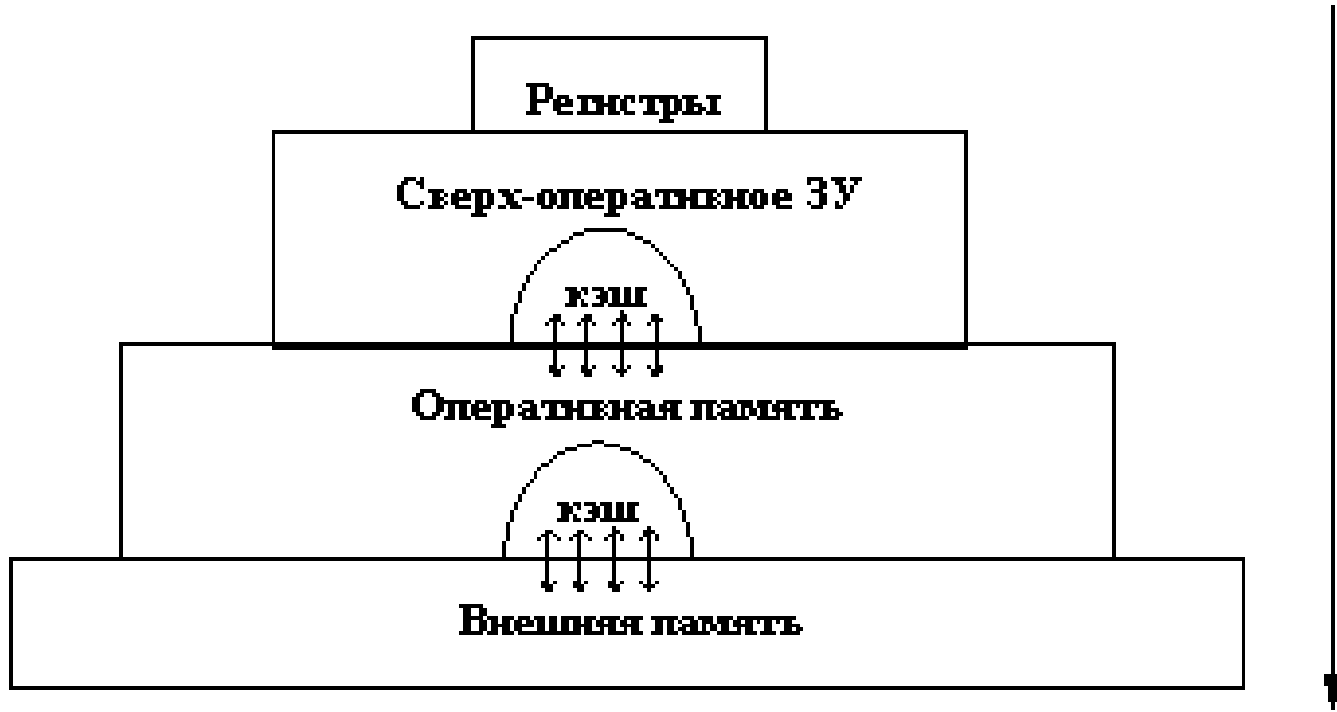 Регистры
Сверх-оперативное ЗУ
кэш
Оперативная память
кэш
Внешняя память